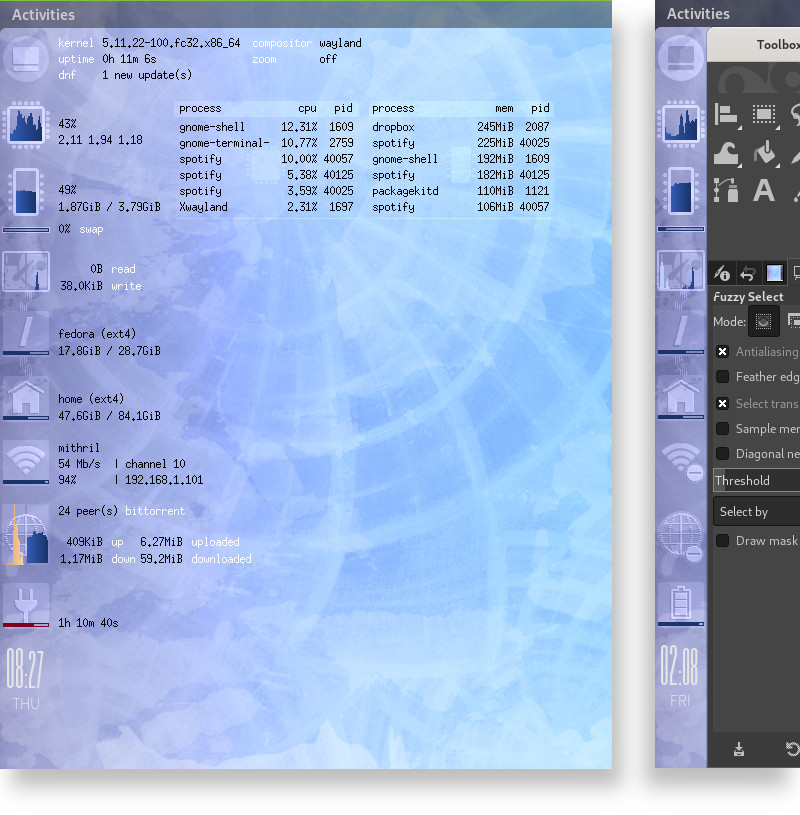 Activities
kernel 5.11.22-100.fc32.x86_64 compositor wayland
uptime 0h 11m 6s zoom off
dnf 1 new update(s)
process cpu pid process mem pid
43%
gnome-shell 12.31% 1609 dropbox 245MiB 2087
2.11 1.94 1.18
gnome-terminal- 10.77% 2759 spotify 225MiB 40025
spotify 10.00% 40057 gnome-shell 192MiB 1609
spotify 5.38% 40125 spotify 182MiB 40125
49%
spotify 3.59% 40025 packagekitd 110MiB 1121
1.87GiB / 3.79GiB
Xwayland 2.31% 1697 spotify 106MiB 40057
0% swap
0B read
38.0KiB write
fedora (ext4)
17.8GiB / 28.7GiB
home (ext4)
47.6GiB / 84.1GiB
mithril
54 Mb/s | channel 10
94% | 192.168.1.101
24 peer(s) bittorrent
409KiB up 6.27MiB uploaded
1.17MiB down 59.2MiB downloaded
1h 10m 40s
08:27
THU
Activities
Toolbox
A
Fuzzy Select
Mode:
Antialiasing
Feather edg
Select trans
Sample mer
Diagonal ne
Threshold
Select by
Draw mask
02:08
FRI